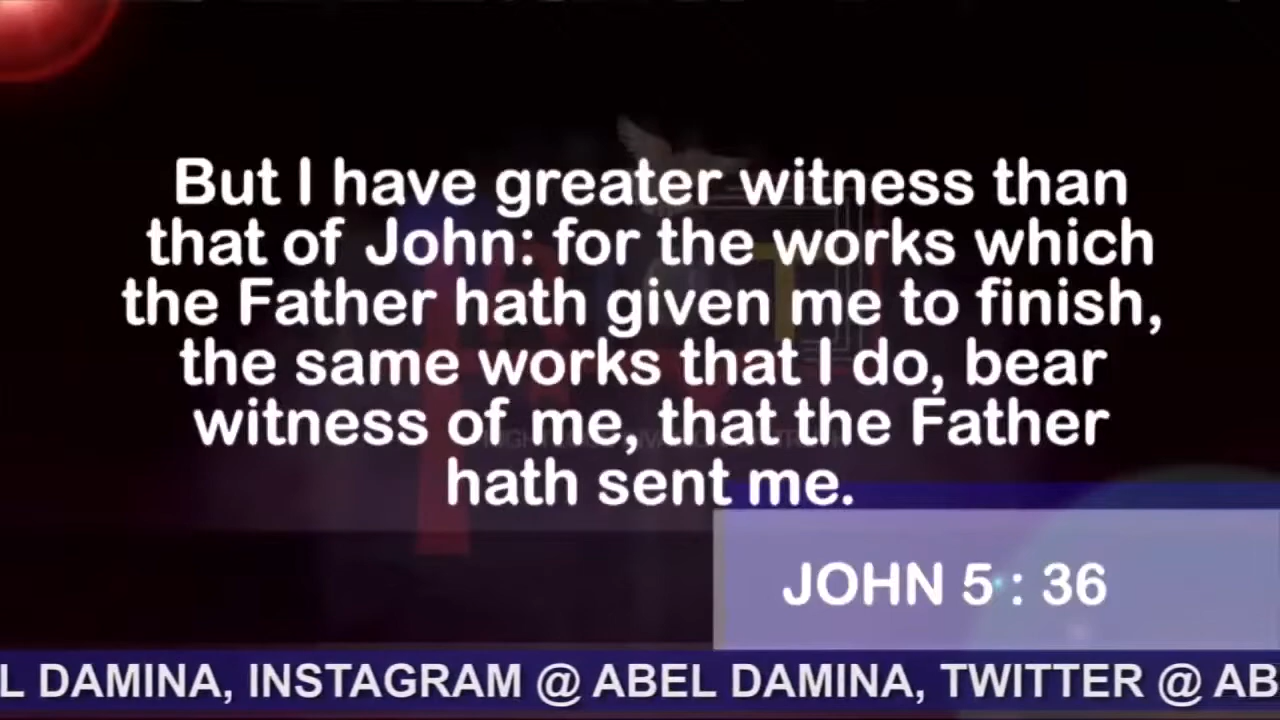 But I have greater witness than
that of John: for the works which
the Father hath given me to finish,
the same works that I do, bear
witness of me, that the Father
hath sent me.
JOHN 5 : 36
L DAMINA, INSTAGRAM @ ABEL DAMINA, TWITTER @ AB